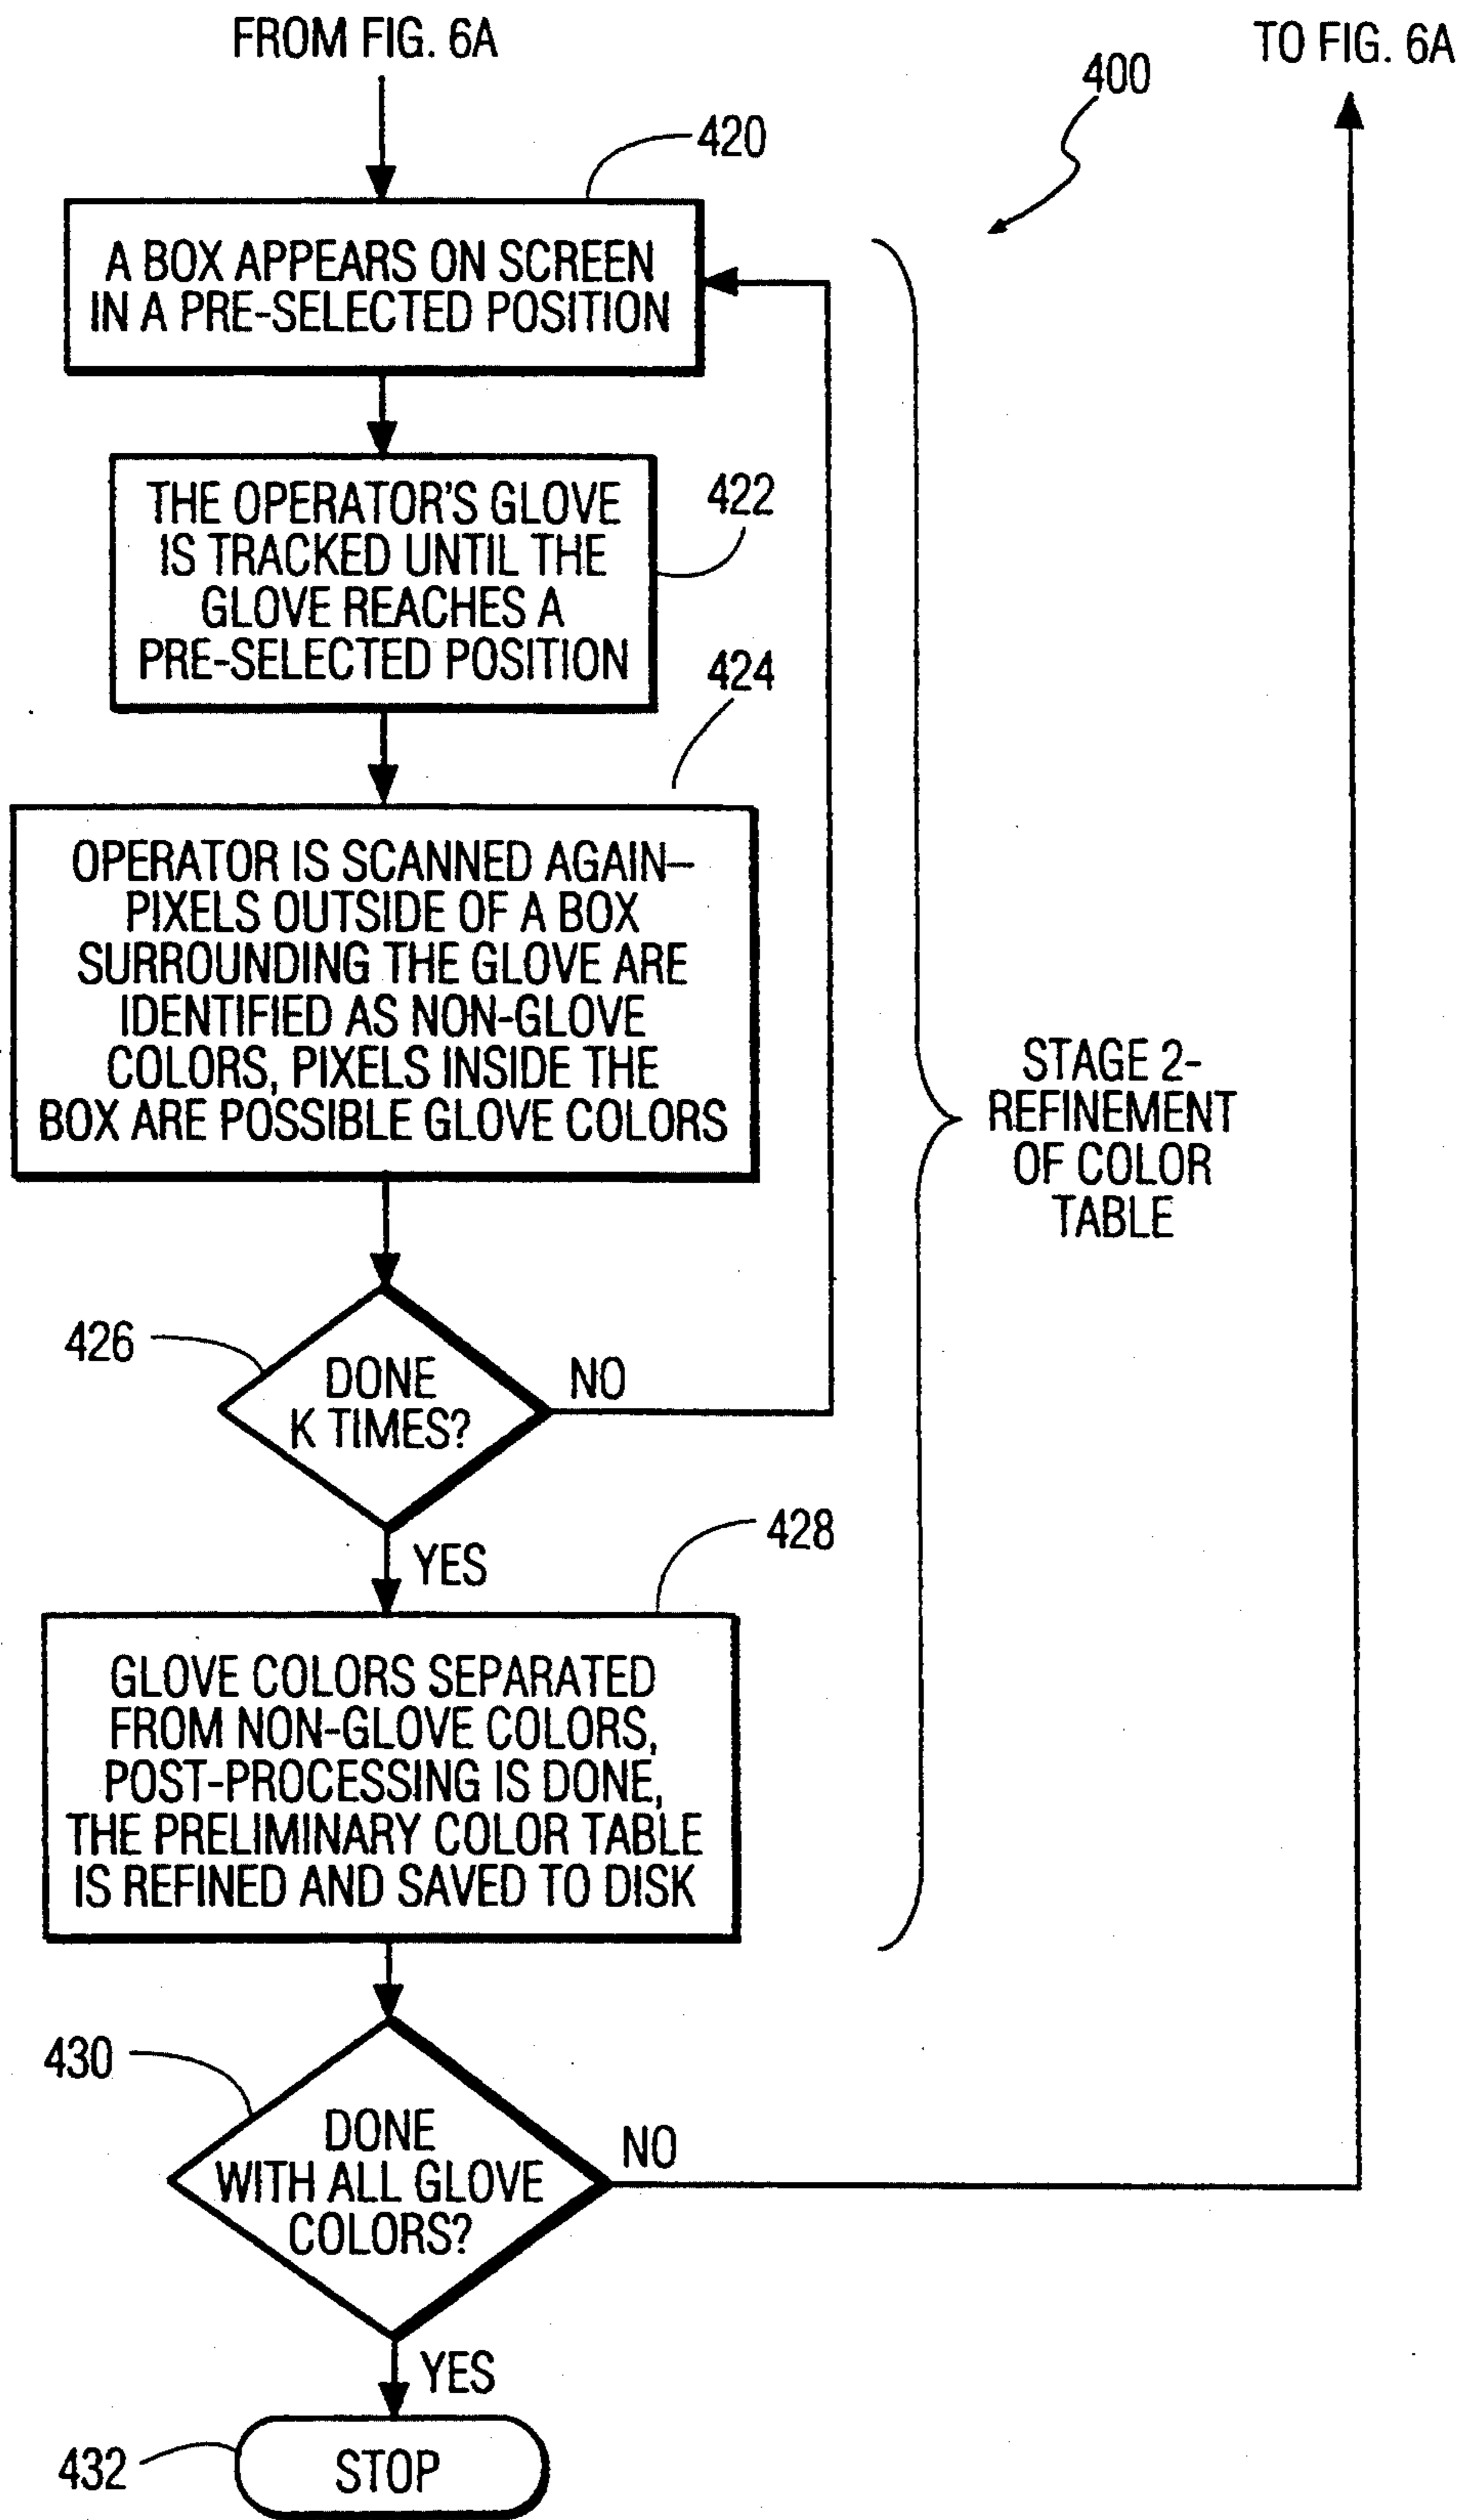 FROM FIG. 6A
TO FIG. 6A
400
420
A BOX APPEARS ON SCREEN
IN A PRE-SELECTED POSITION
422
THE OPERATOR'S GLOVE
IS TRACKED UNTIL THE
GLOVE REACHES A
PRE-SELECTED POSITION
424
OPERATOR IS SCANNED AGAIN—
PIXELS OUTSIDE OF A BOX
SURROUNDING THE GLOVE ARE
IDENTIFIED AS NON-GLOVE
COLORS, PIXELS INSIDE THE
BOX ARE POSSIBLE GLOVE COLORS
STAGE 2-
REFINEMENT
OF COLOR
TABLE
426
DONE
K TIMES?
NO
YES
428
GLOVE COLORS SEPARATED
FROM NON-GLOVE COLORS,
POST-PROCESSING IS DONE,
THE PRELIMINARY COLOR TABLE
IS REFINED AND SAVED TO DISK
430
DONE
WITH ALL GLOVE
COLORS?
NO
YES
432
STOP